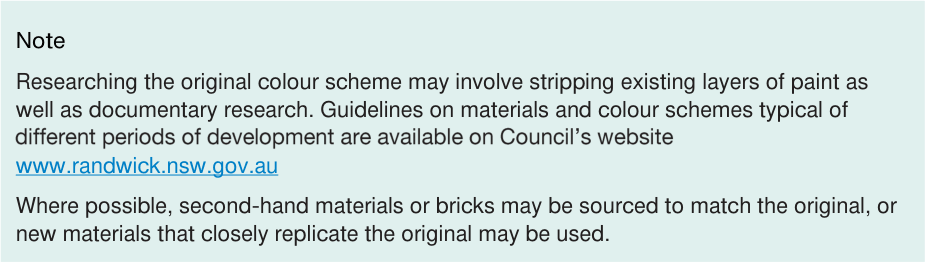 Note
Researching the original colour scheme may involve stripping existing layers of paint as
well as documentary research. Guidelines on materials and colour schemes typical of
different periods of development are available on Council’s website
www.randwick.nsw.gov.au
Where possible, second-hand materials or bricks may be sourced to match the original, or
new materials that closely replicate the original may be used.